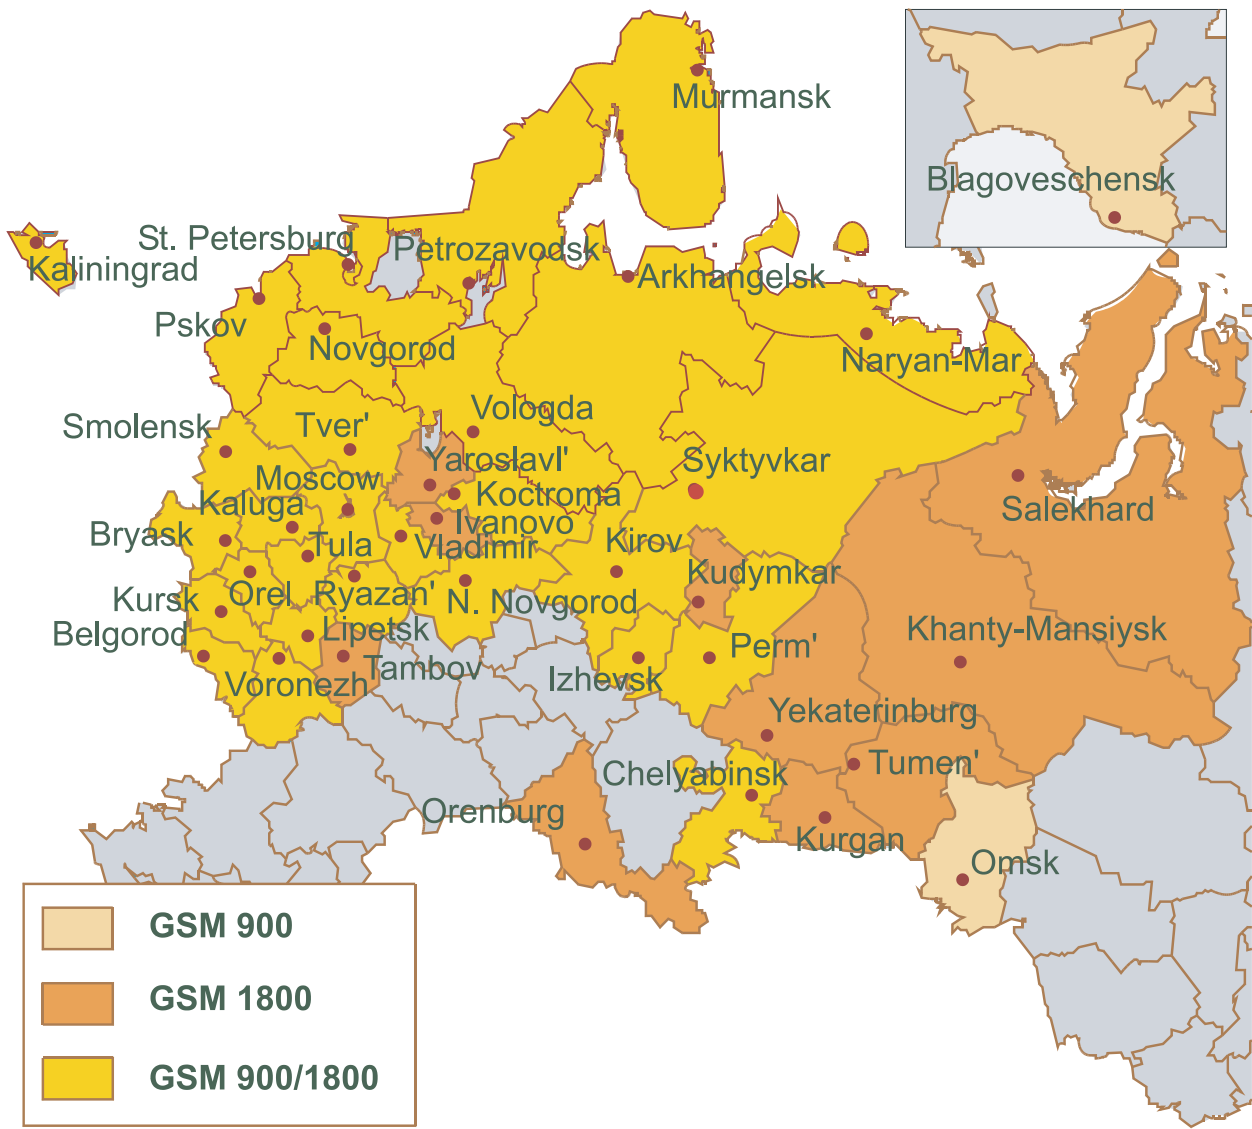 Murmansk
Blagoveschensk
St. Petersburg
Petrozavodsk
Kaliningrad
Arkhangelsk
Pskov
Novgorod
Naryan-Mar
Smolensk
Tver'
Vologda
Yaroslavl'
Syktyvkar
Moscow
Koctroma
Kaluga
Salekhard
Ivanovo
Bryask
Tula
Vladimir
Kirov
Kudymkar
Kursk
Orel
Ryazan'
N. Novgorod
Belgorod
Lipetsk
Khanty-Mansiysk
Perm'
Tambov
Izhevsk
Voronezh
Yekaterinburg
Tumen'
Chelyabinsk
Orenburg
Kurgan
Omsk
GSM 900
GSM 1800
GSM 900/1800